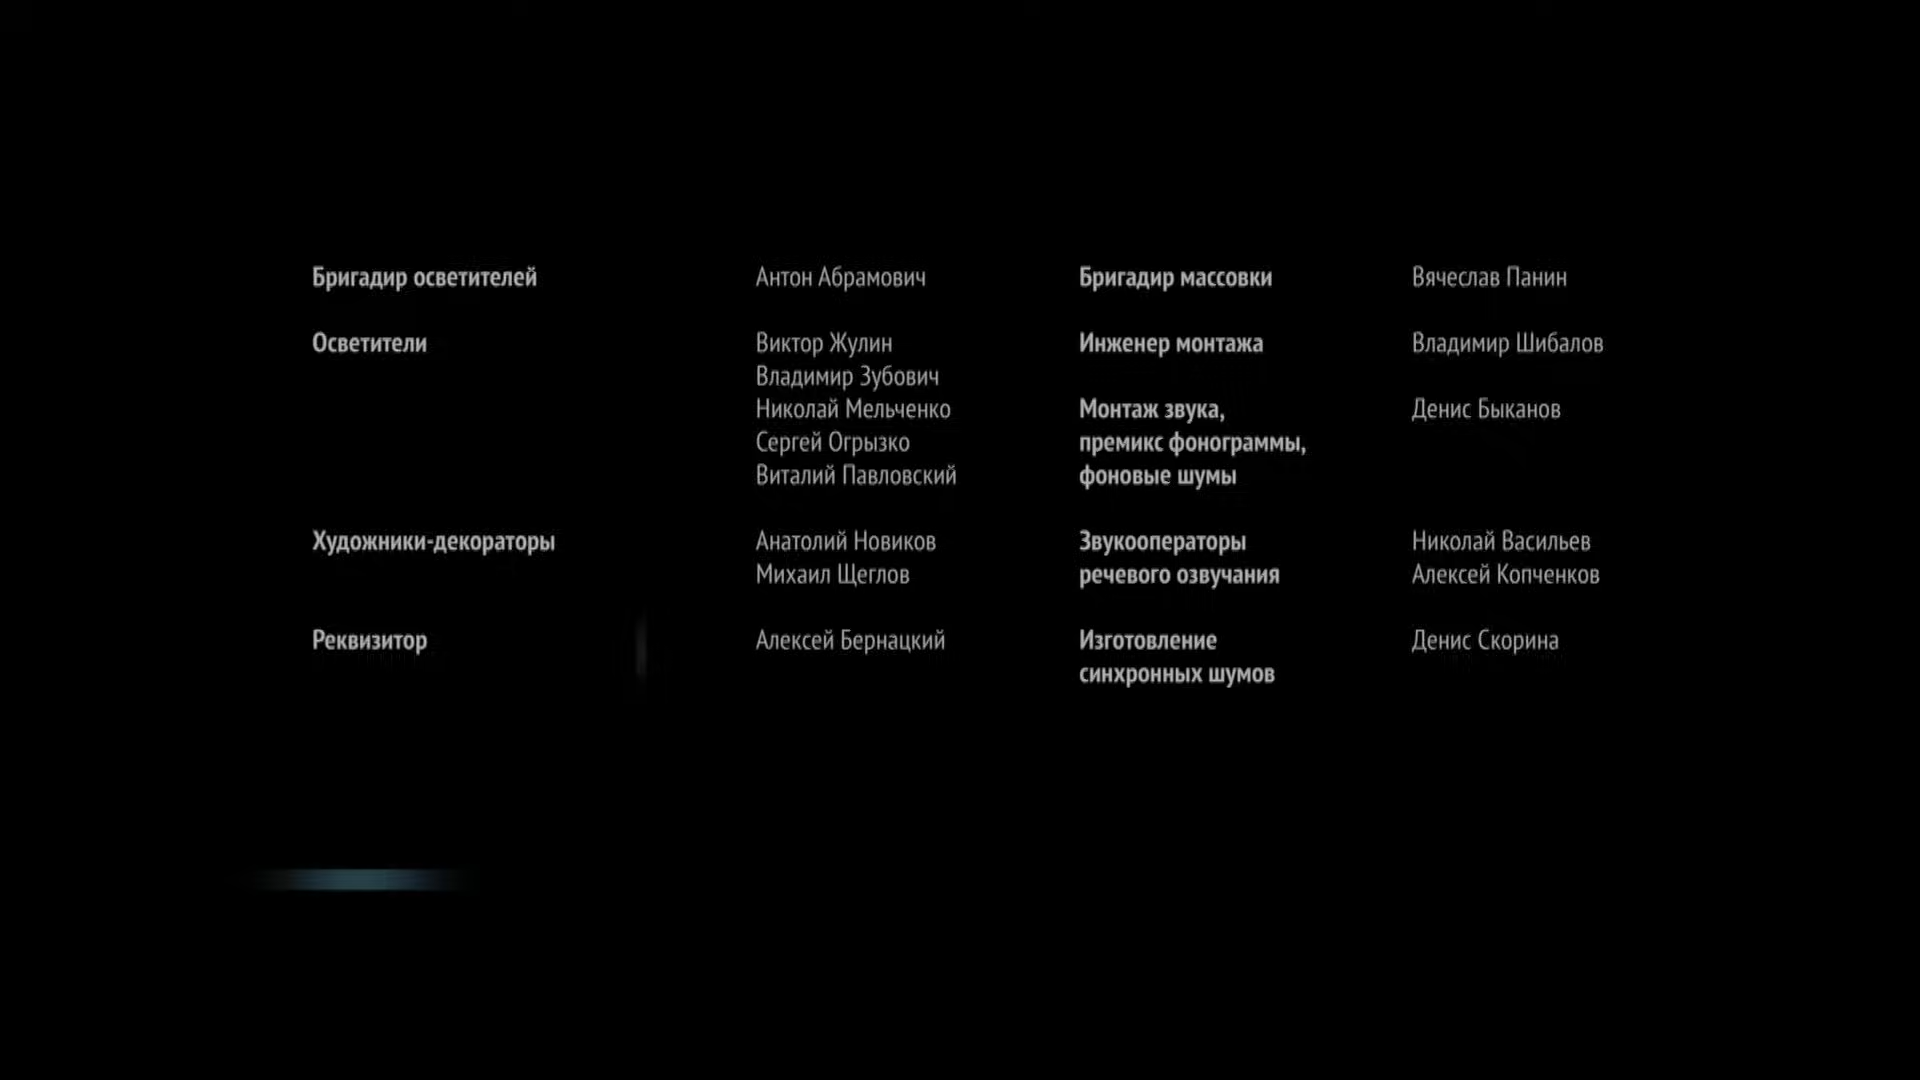 Бригадир осветителей Антон Абрамович
Осветители Виктор Жулин
Владимир Зубович
Николай Мельченко
Сергей Огрызко
Виталий Павловский
Художники-декораторы Анатолий Новиков
Михаил Щеглов
Реквизитор Алексей Бернацкий
Бригадир массовки Вячеслав Панин
Инженер монтажа Владимир Шибалов
Монтаж звука, Денис Быканов
премикс фонограммы,
фоновые шумы
Звукооператоры Николай Васильев
речевого озвучания Алексей Копченков
Изготовление Денис Скорина
синхронных шумов